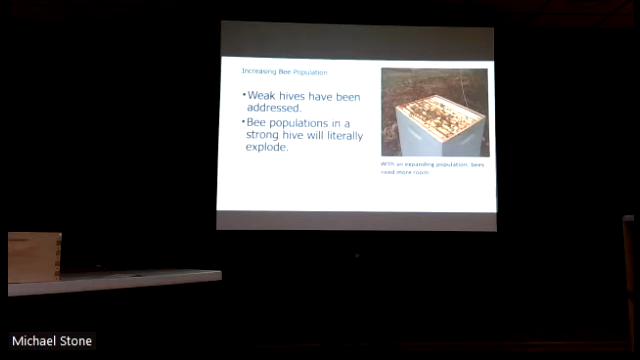 Increasing Bee Population
•Weak hives have been
addressed.
•Bee populations in a
strong hive will literally
explode.
With an expanding population, bees
need more room
Michael Stone